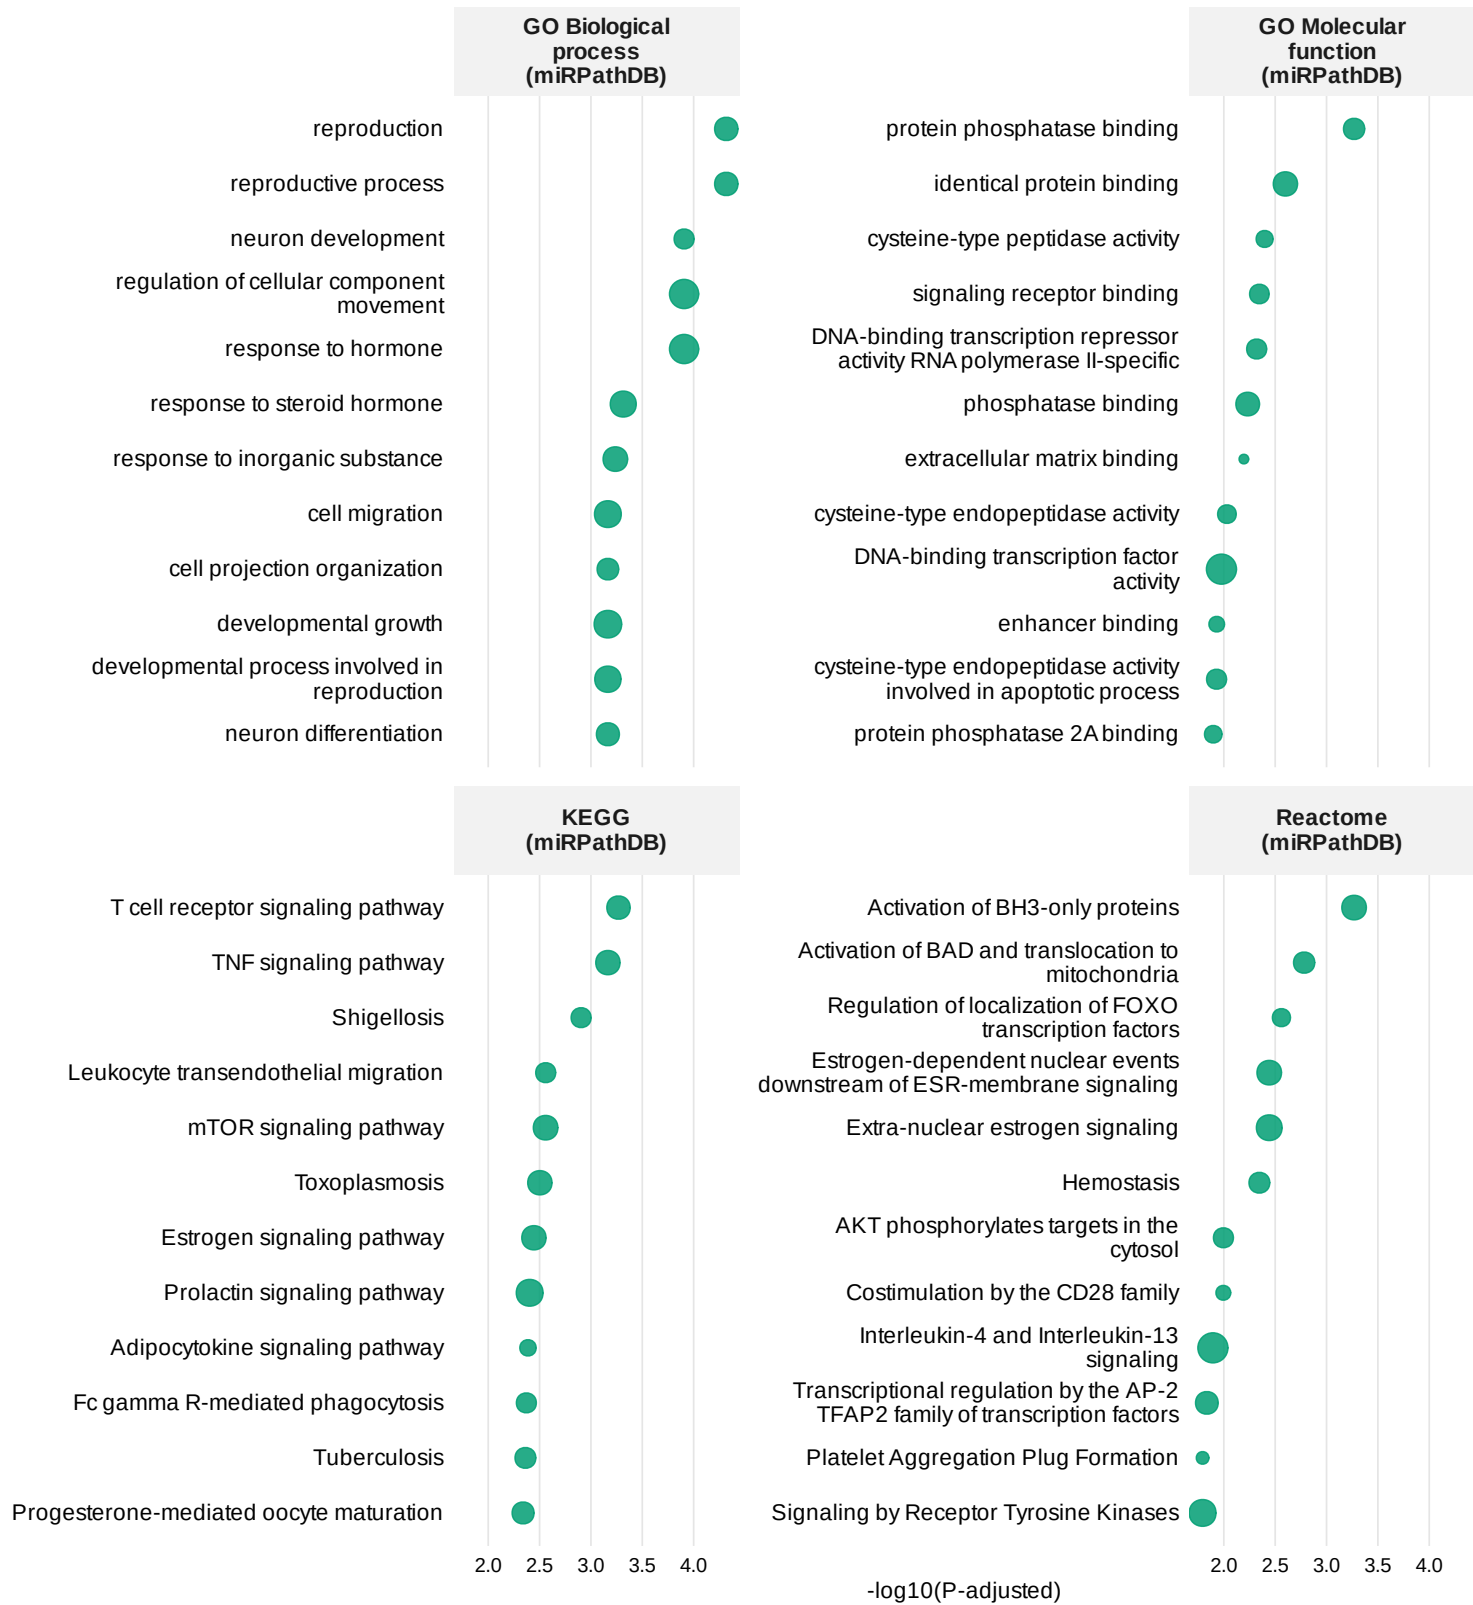 GO Biological
process
(miRPathDB)
reproduction
reproductive process
neuron development
regulation of cellular component
movement
response to hormone
response to steroid hormone
response to inorganic substance
cell migration
cell projection organization
developmental growth
developmental process involved in
reproduction
neuron differentiation
GO Molecular
function
(miRPathDB)
protein phosphatase binding
identical protein binding
cysteine-type peptidase activity
signaling receptor binding
DNA-binding transcription repressor
activity RNA polymerase II-specific
phosphatase binding
extracellular matrix binding
cysteine-type endopeptidase activity
DNA-binding transcription factor
activity
enhancer binding
cysteine-type endopeptidase activity
involved in apoptotic process
protein phosphatase 2A binding
KEGG
(miRPathDB)
T cell receptor signaling pathway
TNF signaling pathway
Shigellosis
Leukocyte transendothelial migration
mTOR signaling pathway
Toxoplasmosis
Estrogen signaling pathway
Prolactin signaling pathway
Adipocytokine signaling pathway
Fc gamma R-mediated phagocytosis
Tuberculosis
Progesterone-mediated oocyte maturation
2.0 2.5 3.0 3.5 4.0
Reactome
(miRPathDB)
Activation of BH3-only proteins
Activation of BAD and translocation to
mitochondria
Regulation of localization of FOXO
transcription factors
Estrogen-dependent nuclear events
downstream of ESR-membrane signaling
Extra-nuclear estrogen signaling
Hemostasis
AKT phosphorylates targets in the
cytosol
Costimulation by the CD28 family
Interleukin-4 and Interleukin-13
signaling
Transcriptional regulation by the AP-2
TFAP2 family of transcription factors
Platelet Aggregation Plug Formation
Signaling by Receptor Tyrosine Kinases
2.0 2.5 3.0 3.5 4.0
-log10(P-adjusted)